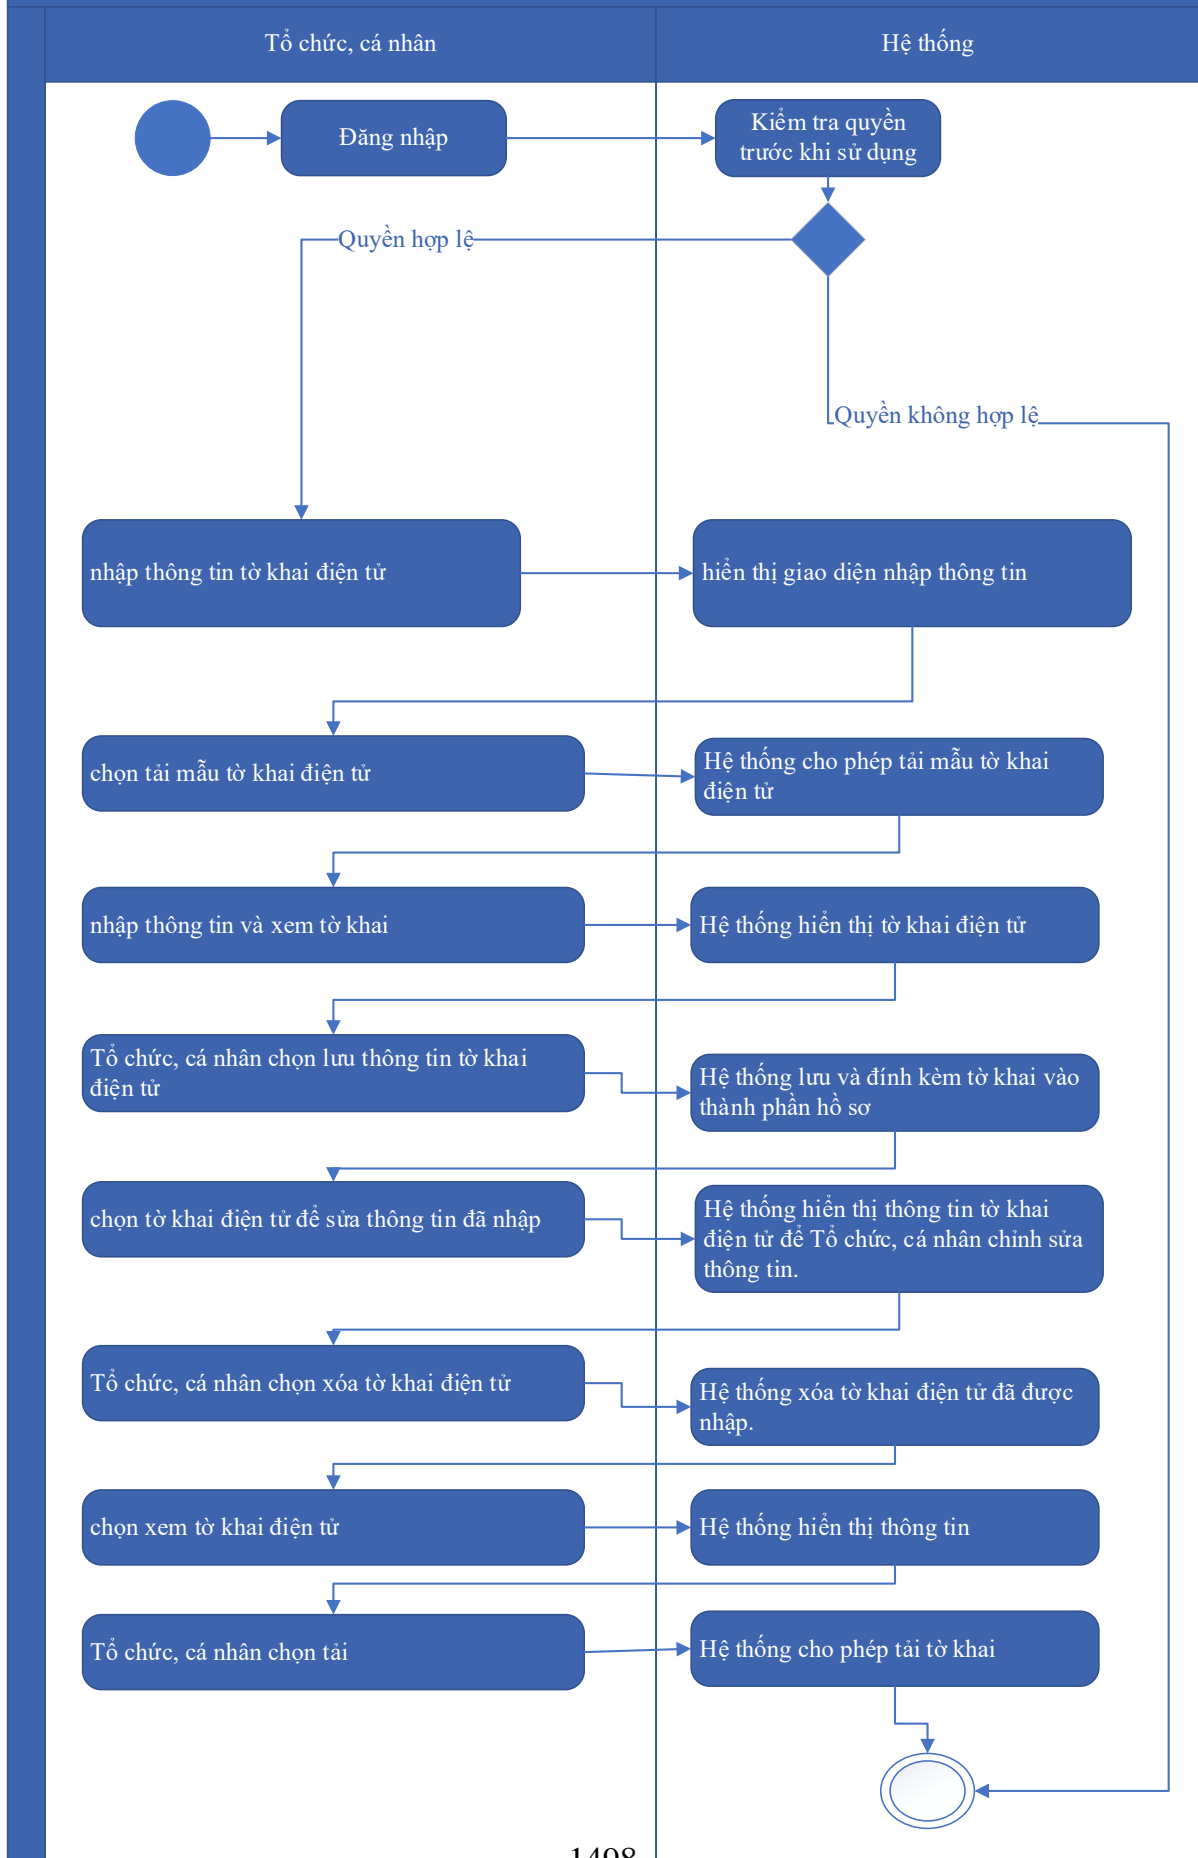 Tổ chức, cá nhân
Hệ thống
Đăng nhập
Kiểm tra quyền
trước khi sử dụng
Quyền hợp lệ
Quyền không hợp lệ
nhập thông tin tờ khai điện tử
hiển thị giao diện nhập thông tin
chọn tải mẫu tờ khai điện tử
Hệ thống cho phép tải mẫu tờ khai
điện tử
nhập thông tin và xem tờ khai
Hệ thống hiển thị tờ khai điện tử
Tổ chức, cá nhân chọn lưu thông tin tờ khai
điện tử
Hệ thống lưu và đính kèm tờ khai vào
thành phần hồ sơ
chọn tờ khai điện tử để sửa thông tin đã nhập
Hệ thống hiển thị thông tin tờ khai
điện tử để Tổ chức, cá nhân chỉnh sửa
thông tin.
Tổ chức, cá nhân chọn xóa tờ khai điện tử
Hệ thống xóa tờ khai điện tử đã được
nhập.
chọn xem tờ khai điện tử
Hệ thống hiển thị thông tin
Tổ chức, cá nhân chọn tải
Hệ thống cho phép tải tờ khai
1498